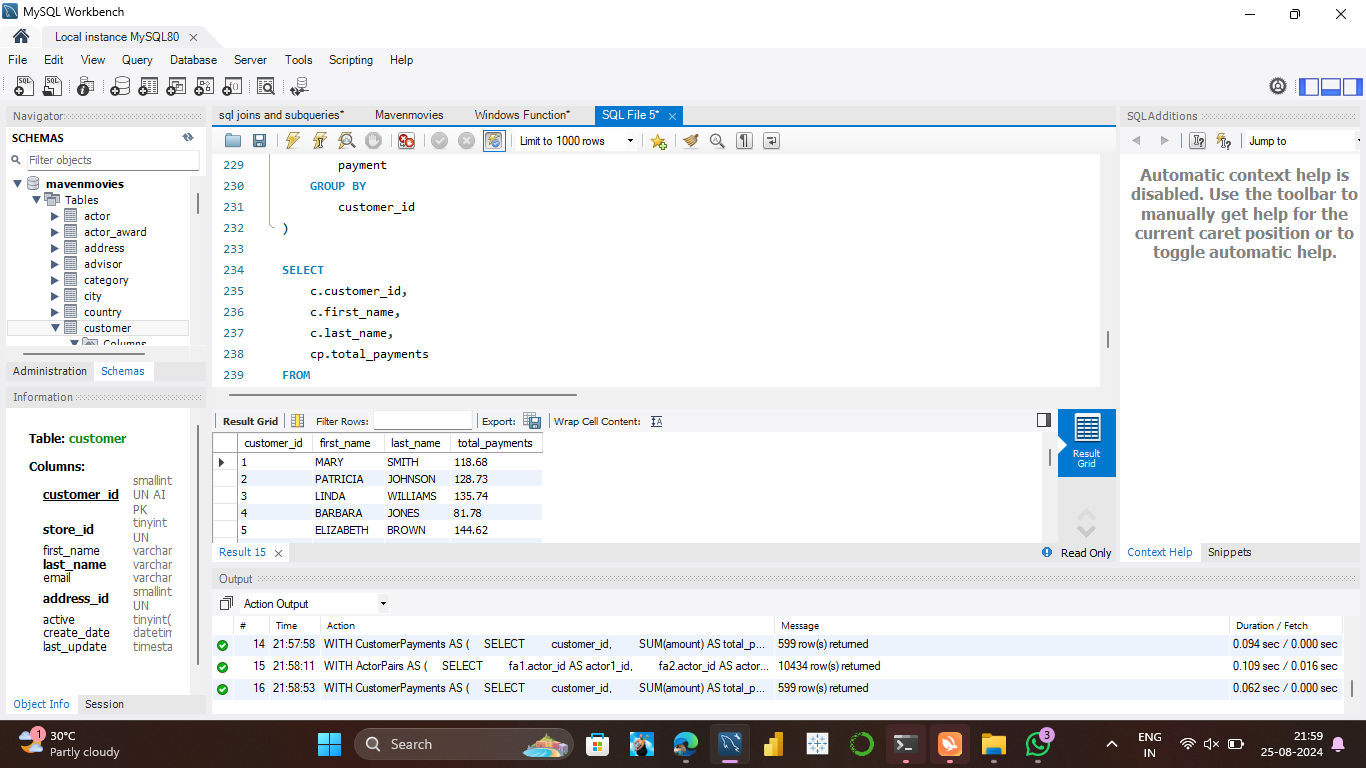 MySQL Workbench
Local instance MySQL80
File Edit View Query Database Server Tools Scripting Help
Navigator
SCHEMAS
Filter objects
mavenmovies
Tables
actor
actor_award
address
advisor
category
city
country
customer
Columns
Administration Schemas
Information
Table: customer
Columns:
customer_id smallint UN AI PK
store_id tinyint UN
first_name varchar
last_name varchar
email varchar
address_id smallint UN
active tinyint(
create_date datetin
last_update timesta
Object Info Session
sql joins and subqueries* Mavenmovies Windows Function* SQL File 5*
Limit to 1000 rows
229 payment
230 GROUP BY
231 customer_id
232 )
233
234 SELECT
235 c.customer_id,
236 c.first_name,
237 c.last_name,
238 cp.total_payments
239 FROM
Result Grid Filter Rows: Export: Wrap Cell Content:
customer_id first_name last_name total_payments
1 MARY SMITH 118.68
2 PATRICIA JOHNSON 128.73
3 LINDA WILLIAMS 135.74
4 BARBARA JONES 81.78
5 ELIZABETH BROWN 144.62
Result Grid
Result 15
Read Only
SQLAdditions
Jump to
Automatic context help is
disabled. Use the toolbar to
manually get help for the
current caret position or to
toggle automatic help.
Context Help Snippets
Output
Action Output
# Time Action Message Duration / Fetch
14 21:57:58 WITH CustomerPayments AS ( SELECT customer_id, SUM(amount) AS total_p... 599 row(s) returned 0.094 sec / 0.000 sec
15 21:58:11 WITH ActorPairs AS ( SELECT fa1.actor_id AS actor1_id, fa2.actor_id AS actor... 10434 row(s) returned 0.109 sec / 0.016 sec
16 21:58:53 WITH CustomerPayments AS ( SELECT customer_id, SUM(amount) AS total_p... 599 row(s) returned 0.062 sec / 0.000 sec
1
30°C
Partly cloudy
Search
3
ENG
IN
21:59
25-08-2024